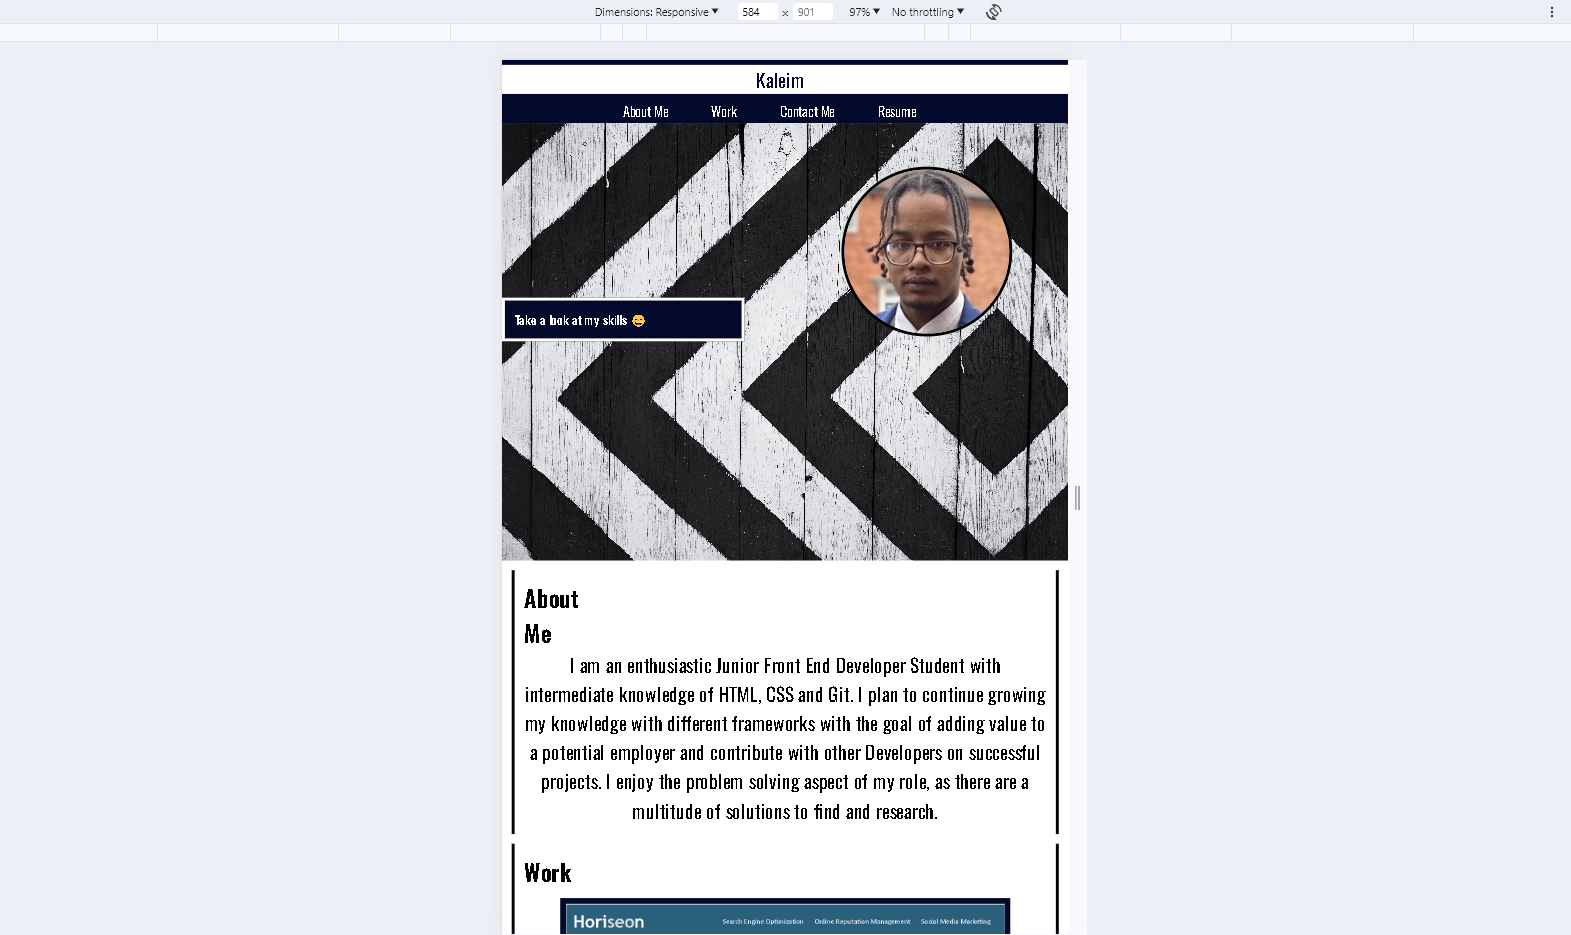 Dimensions: Responsive 584 × 901 97% No throttling
Kaleim
About Me Work Contact Me Resume
Take a look at my skills 😄
About
Me
I am an enthusiastic Junior Front End Developer Student with
intermediate knowledge of HTML, CSS and Git. I plan to continue growing
my knowledge with different frameworks with the goal of adding value to
a potential employer and contribute with other Developers on successful
projects. I enjoy the problem solving aspect of my role, as there are a
multitude of solutions to find and research.
Work
Horiseon Search Engine Optimization Online Reputation Management Social Media Marketing